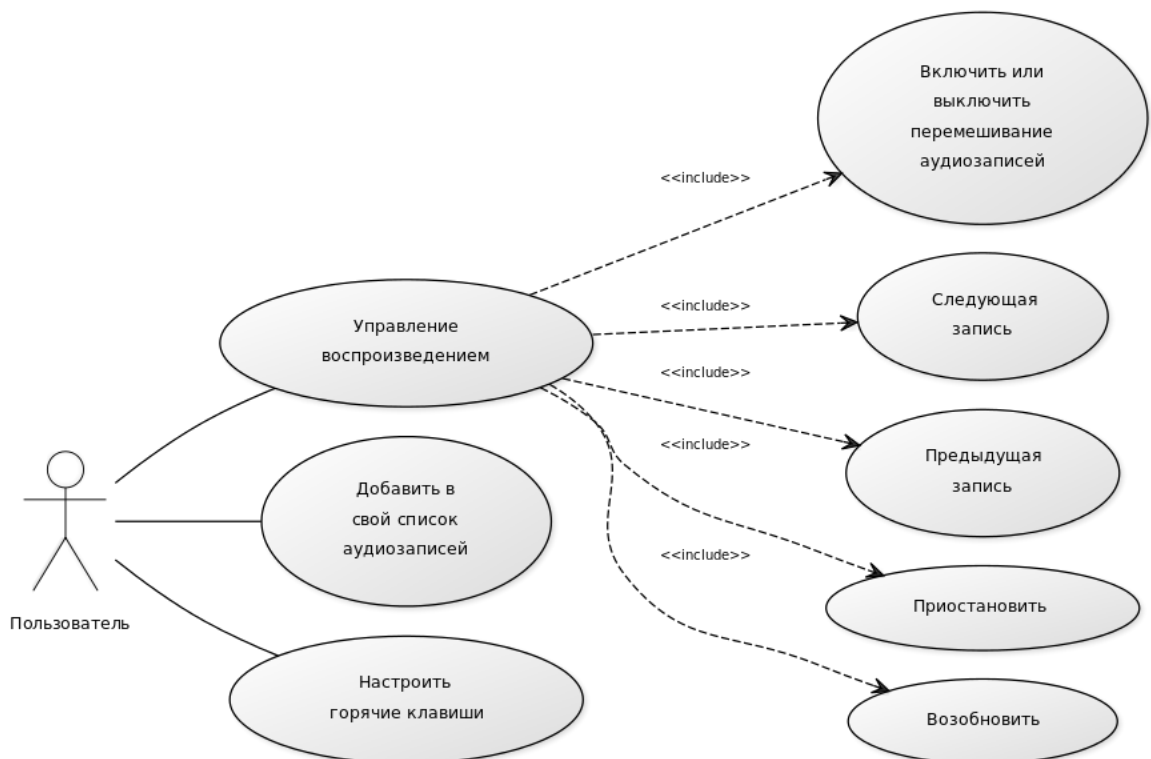 Включить или
выключить
перемешивание
аудиозаписей
<<include>>
Следующая
запись
<<include>>
Управление
воспроизведением
<<include>>
Предыдущая
запись
<<include>>
Добавить в
свой список
аудиозаписей
<<include>>
Приостановить
Пользователь
Настроить
горячие клавиши
Возобновить